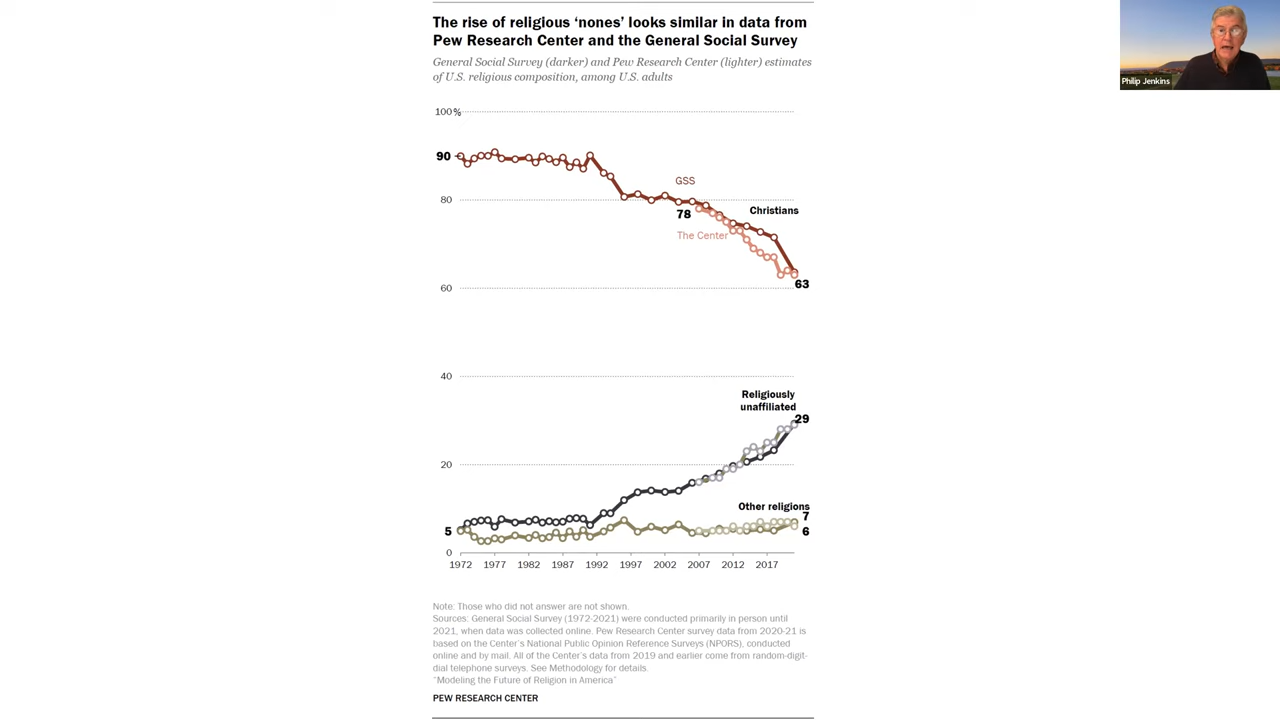 The rise of religious ‘nones’ looks similar in data from
Pew Research Center and the General Social Survey
General Social Survey (darker) and Pew Research Center (lighter) estimates
of U.S. religious composition, among U.S. adults
Philip Jenkins
100%
90
GSS
80
78
Christians
The Center
60
63
40
Religiously
unaffiliated
29
20
Other religions
7
5
6
0
1972 1977 1982 1987 1992 1997 2002 2007 2012 2017
Note: Those who did not answer are not shown.
Sources: General Social Survey (1972-2021) were conducted primarily in person until
2021, when data was collected online. Pew Research Center survey data from 2020-21 is
based on the Center’s National Public Opinion Reference Surveys (NPORS), conducted
online and by mail. All of the Center’s data from 2019 and earlier come from random-digit-
dial telephone surveys. See Methodology for details.
“Modeling the Future of Religion in America”
PEW RESEARCH CENTER